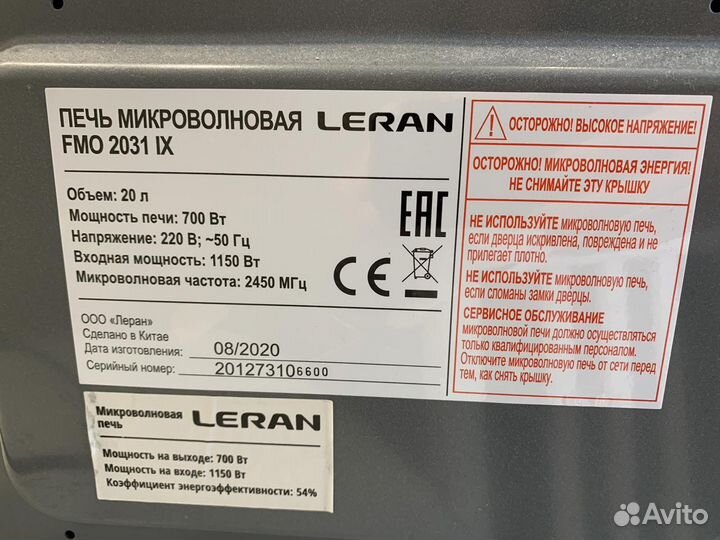 ПЕЧЬ МИКРОВОЛНОВАЯ LERAN
FMO 2031 IX
Объем: 20 л
Мощность печи: 700 Вт
Напряжение: 220 В; ~50 Гц
Входная мощность: 1150 Вт
Микроволновая частота: 2450 МГц
EAC
CE
ООО «Леран»
Сделано в Китае
Дата изготовления: 08/2020
Серийный номер: 201273106600
ОСТОРОЖНО! ВЫСОКОЕ НАПРЯЖЕНИЕ!
ОСТОРОЖНО! МИКРОВОЛНОВАЯ ЭНЕРГИЯ!
НЕ СНИМАЙТЕ ЭТУ КРЫШКУ
НЕ ИСПОЛЬЗУЙТЕ микроволновую печь,
если дверца искривлена, повреждена и не
прилегает плотно.
НЕ ИСПОЛЬЗУЙТЕ микроволновую печь,
если сломаны замки дверцы.
СЕРВИСНОЕ ОБСЛУЖИВАНИЕ
микроволновой печи должно осуществляться
только квалифицированным персоналом.
Отключите микроволновую печь от сети перед
тем, как снять крышку.
Микроволновая LERAN
печь
Мощность на выходе: 700 Вт
Мощность на входе: 1150 Вт
Коэффициент энергоэффективности: 54%
Avito